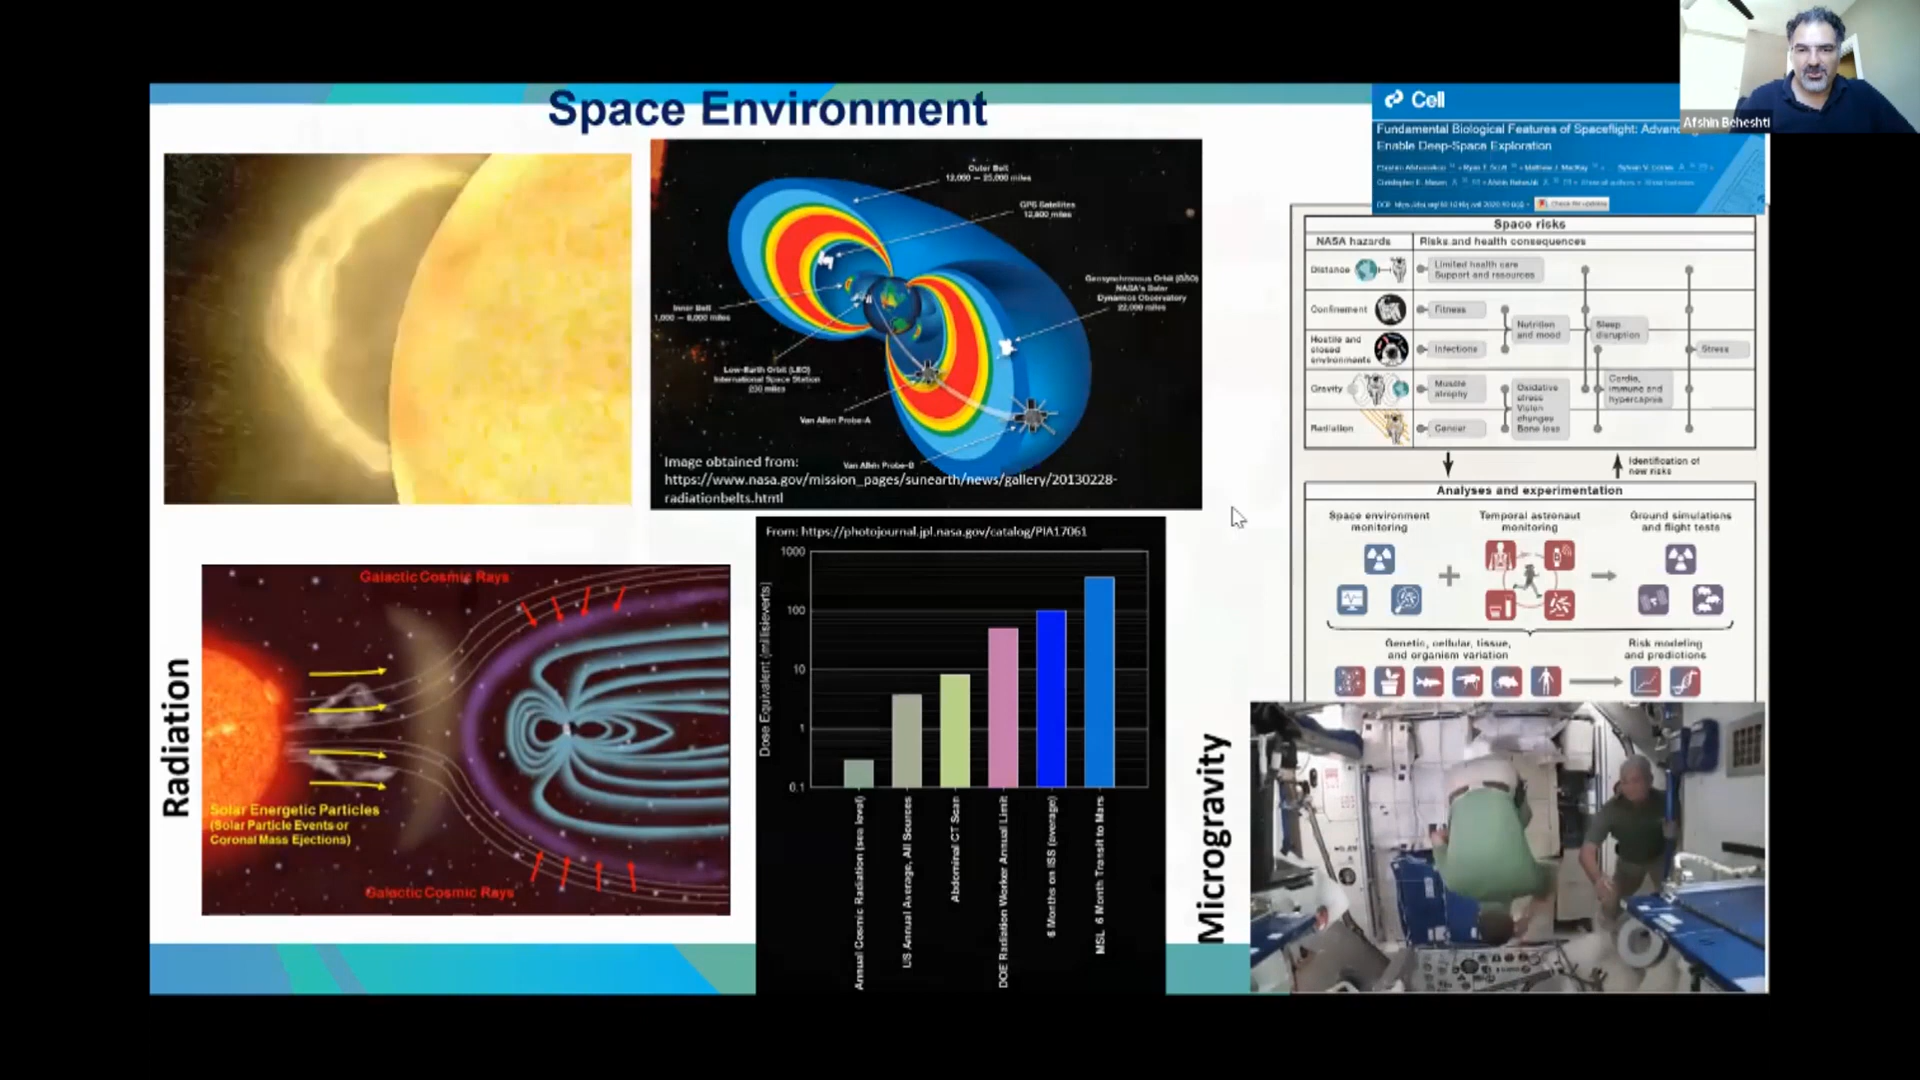 Space Environment
Afshin Beheshti
Cell
Fundamental Biological Features of Spaceflight: Advanc
Enable Deep-Space Exploration
Check for updates
Outer Belt
12,000 — 25,000 miles
GPS Satellites
12,500 miles
Geosynchronous Orbit (GSO)
NASA's Solar
Dynamics Observatory
22,000 miles
Inner Belt
1,000 — 8,000 miles
Low-Earth Orbit (LEO)
International Space Station
230 miles
Van Allen Probe-A
Van Allen Probe-B
Image obtained from:
https://www.nasa.gov/mission_pages/sunearth/news/gallery/20130228-
radiationbelts.html
Radiation
Galactic Cosmic Rays
Solar Energetic Particles
(Solar Particle Events or
Coronal Mass Ejections)
Galactic Cosmic Rays
From: https://photojournal.jpl.nasa.gov/catalog/PIA17061
Dose Equivalent (millisieverts)
1000
100
10
1
0.1
Annual Cosmic Radiation (sea level)
US Annual Average, All Sources
Abdominal CT Scan
DOE Radiation Worker Annual Limit
6 Months on ISS (average)
MSL 6 Month Transit to Mars
Microgravity
Space risks
NASA hazards
Risks and health consequences
Distance
Limited health care
Support and resources
Confinement
Fitness
Nutrition
and mood
Sleep
disruption
Hostile and
closed
environments
Infections
Stress
Gravity
Muscle
atrophy
Oxidative
stress
Vision
changes
Bone loss
Cardio,
immune and
hypercapnia
Radiation
Cancer
Identification of
new risks
Analyses and experimentation
Space environment
monitoring
Temporal astronaut
monitoring
Ground simulations
and flight tests
Genetic, cellular, tissue,
and organism variation
Risk modeling
and predictions